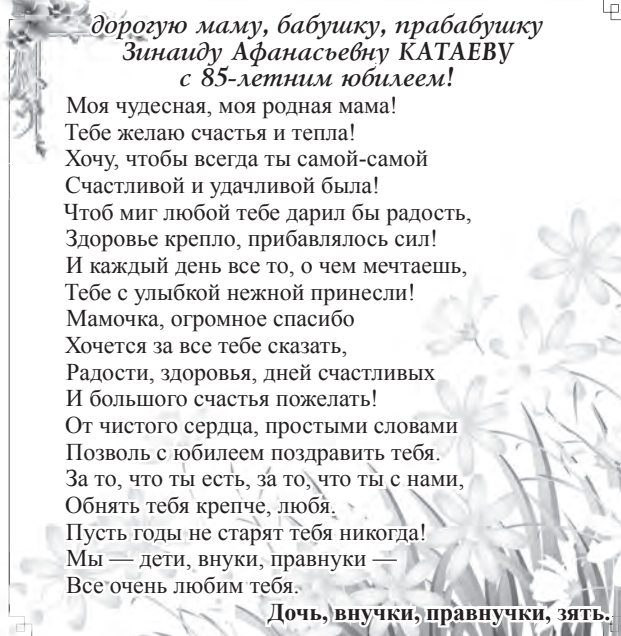 дорогую маму, бабушку, прабабушку
Зинаиду Афанасьевну КАТАЕВУ
с 85-летним юбилеем!
Моя чудесная, моя родная мама!
Тебе желаю счастья и тепла!
Хочу, чтобы всегда ты самой-самой
Счастливой и удачливой была!
Чтоб миг любой тебе дарил бы радость,
Здоровье крепло, прибавлялось сил!
И каждый день все то, о чем мечтаешь,
Тебе с улыбкой нежной принесли!
Мамочка, огромное спасибо
Хочется за все тебе сказать,
Радости, здоровья, дней счастливых
И большого счастья пожелать!
От чистого сердца, простыми словами
Позволь с юбилеем поздравить тебя.
За то, что ты есть, за то, что ты с нами,
Обнять тебя крепче, любя.
Пусть годы не старят тебя никогда!
Мы — дети, внуки, правнуки —
Все очень любим тебя.
Дочь, внучки, правнучки, зять.